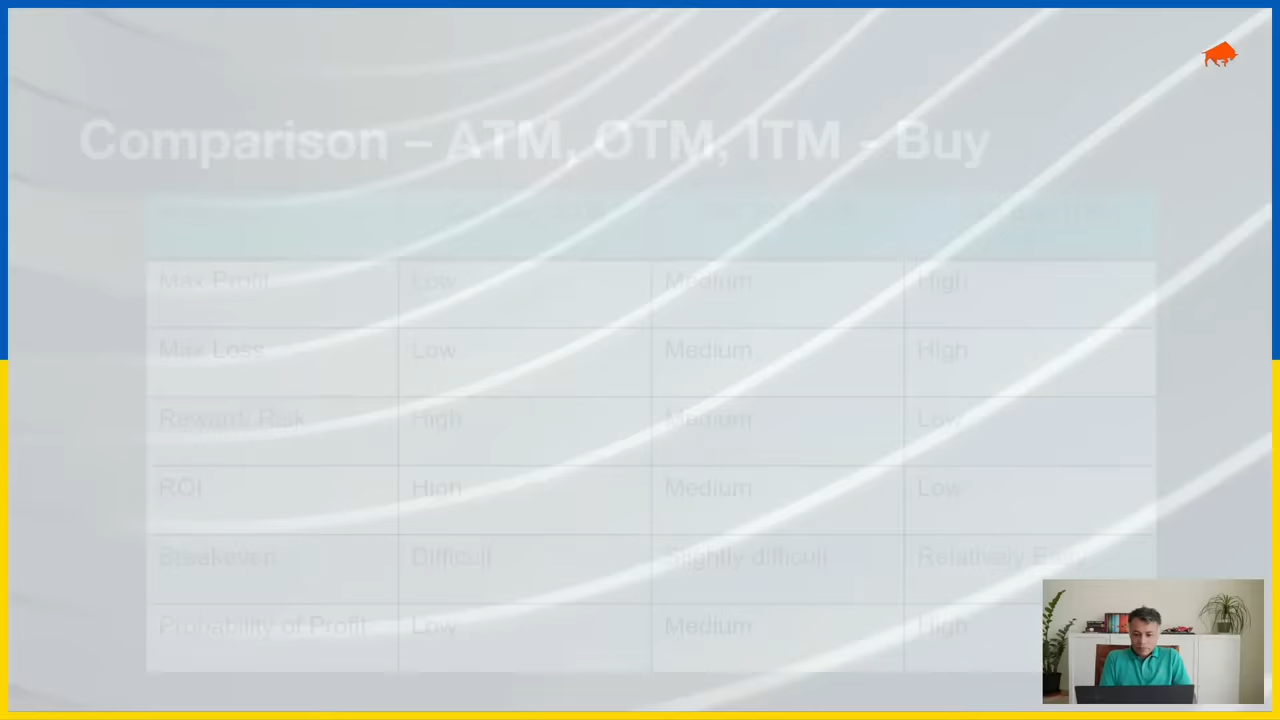 Comparison – ATM, OTM, ITM - Buy
Max Profit Low Medium High
Max Loss Low Medium High
Reward: Risk High Medium Low
ROI High Medium Low
Breakeven Difficult Slightly difficult Relatively Easy
Probability of Profit Low Medium High